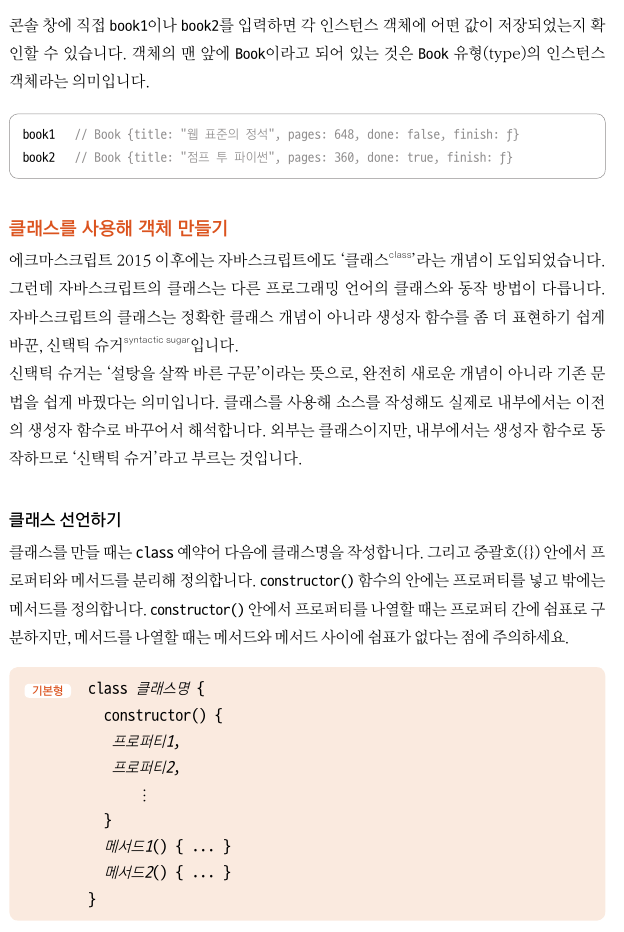 콘솔 창에 직접 book1이나 book2를 입력하면 각 인스턴스 객체에 어떤 값이 저장되었는지 확
인할 수 있습니다. 객체의 맨 앞에 Book이라고 되어 있는 것은 Book 유형(type)의 인스턴스
객체라는 의미입니다.
book1 // Book {title: "웹 표준의 정석", pages: 648, done: false, finish: ƒ}
book2 // Book {title: "점프 투 파이썬", pages: 360, done: true, finish: ƒ}
클래스를 사용해 객체 만들기
에크마스크립트 2015 이후에는 자바스크립트에도 ‘클래스class’라는 개념이 도입되었습니다.
그런데 자바스크립트의 클래스는 다른 프로그래밍 언어의 클래스와 동작 방법이 다릅니다.
자바스크립트의 클래스는 정확한 클래스 개념이 아니라 생성자 함수를 좀 더 표현하기 쉽게
바꾼, 신택틱 슈거syntactic sugar입니다.
신택틱 슈거는 ‘설탕을 살짝 바른 구문’이라는 뜻으로, 완전히 새로운 개념이 아니라 기존 문
법을 쉽게 바꿨다는 의미입니다. 클래스를 사용해 소스를 작성해도 실제로 내부에서는 이전
의 생성자 함수로 바꾸어서 해석합니다. 외부는 클래스이지만, 내부에서는 생성자 함수로 동
작하므로 ‘신택틱 슈거’라고 부르는 것입니다.
클래스 선언하기
클래스를 만들 때는 class 예약어 다음에 클래스명을 작성합니다. 그리고 중괄호({}) 안에서 프
로퍼티와 메서드를 분리해 정의합니다. constructor() 함수의 안에는 프로퍼티를 넣고 밖에는
메서드를 정의합니다. constructor() 안에서 프로퍼티를 나열할 때는 프로퍼티 간에 쉼표로 구
분하지만, 메서드를 나열할 때는 메서드와 메서드 사이에 쉼표가 없다는 점에 주의하세요.
기본형 class 클래스명 {
constructor() {
프로퍼티1,
프로퍼티2,
⋮
}
메서드1() { ... }
메서드2() { ... }
}